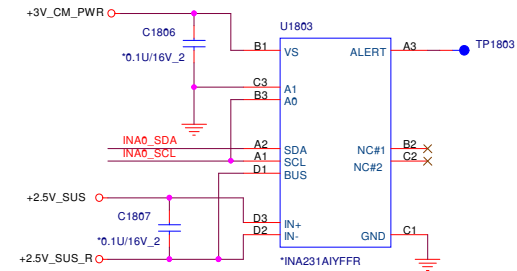 +3V_CM_PWR
C1806
*0.1U/16V_2
U1803
B1
VS
ALERT
A3
TP1803
C3
A1
B3
A0
INA0_SDA
A2
SDA
NC#1
B2
INA0_SCL
A1
SCL
NC#2
C2
D1
BUS
+2.5V_SUS
C1807
*0.1U/16V_2
D3
IN+
+2.5V_SUS_R
D2
IN-
GND
C1
*INA231AIYFFR